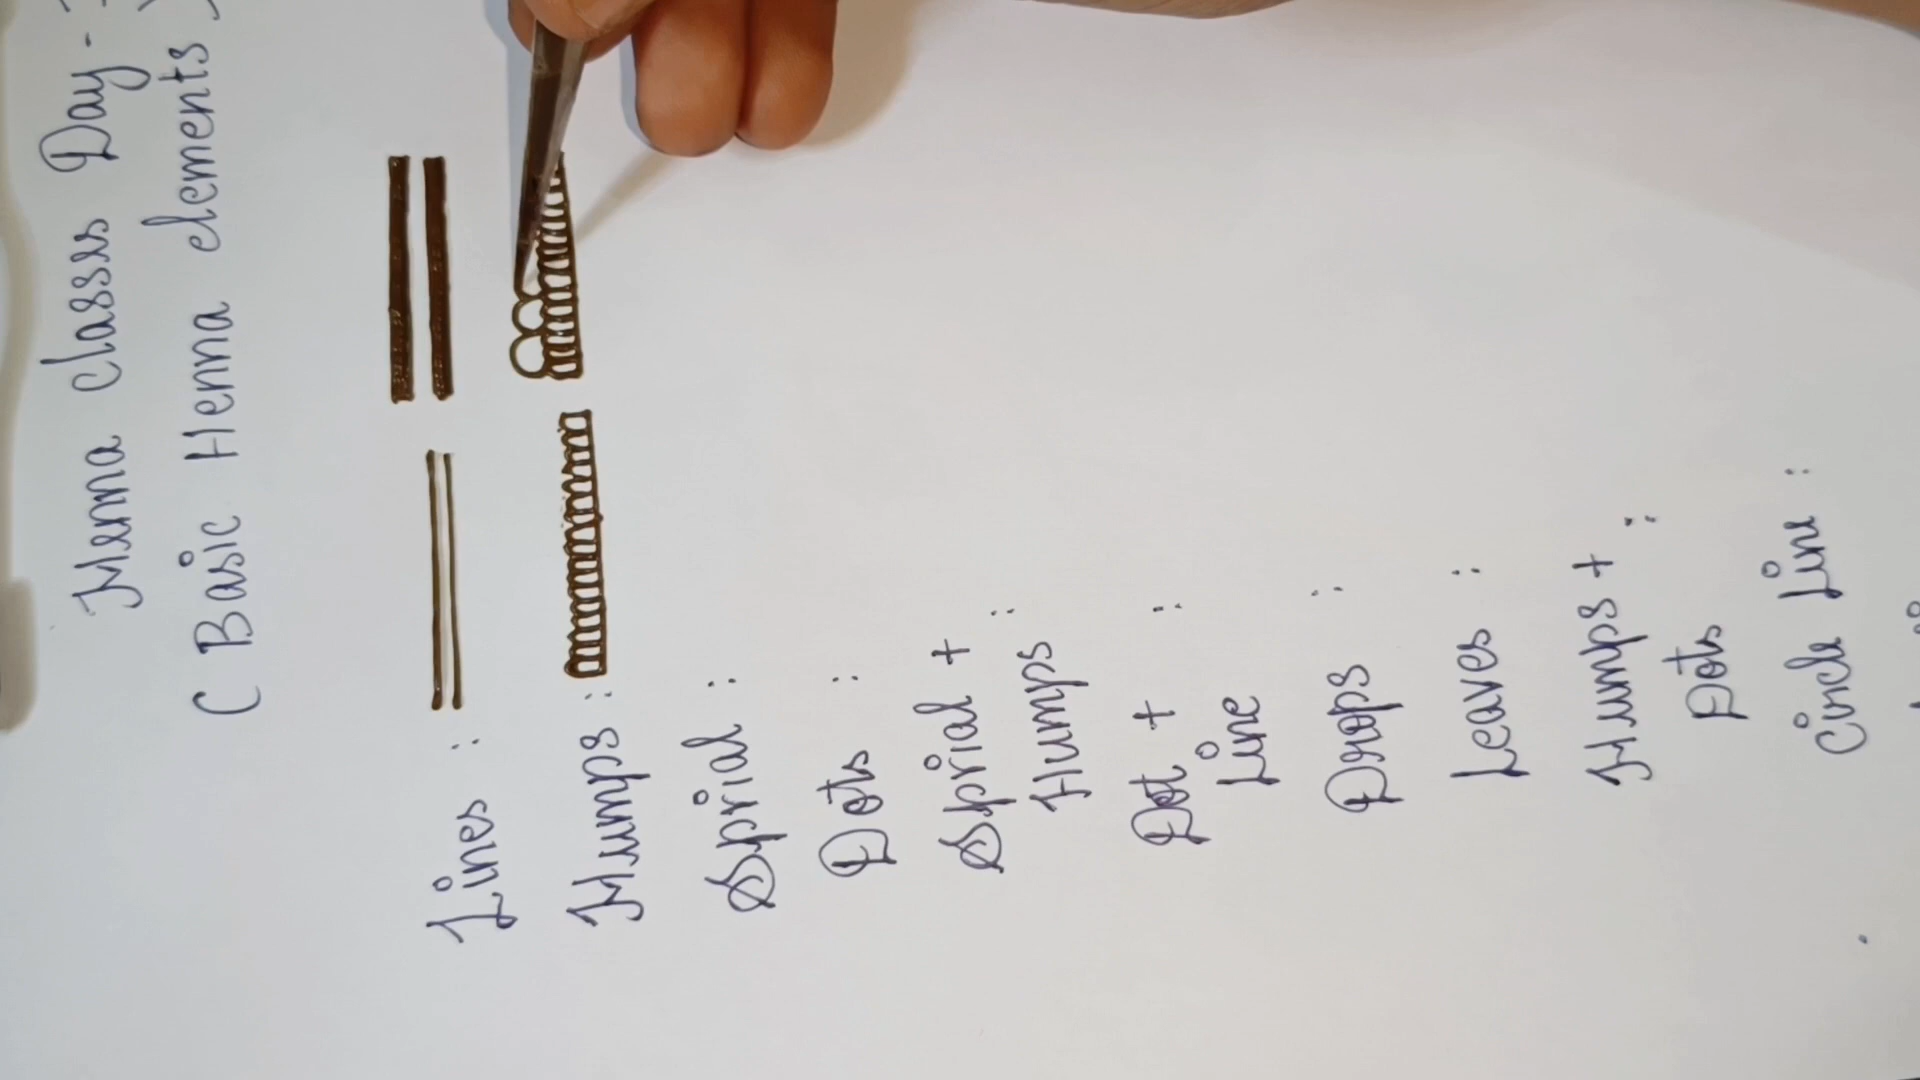 Henna classes Day-
( Basic Henna elements )
Lines :
Humps :
Sprial :
Dots :
Sprial +
Humps :
Dot +
Line :
Drops :
Leaves :
Humps +
Dots :
Circle Line :